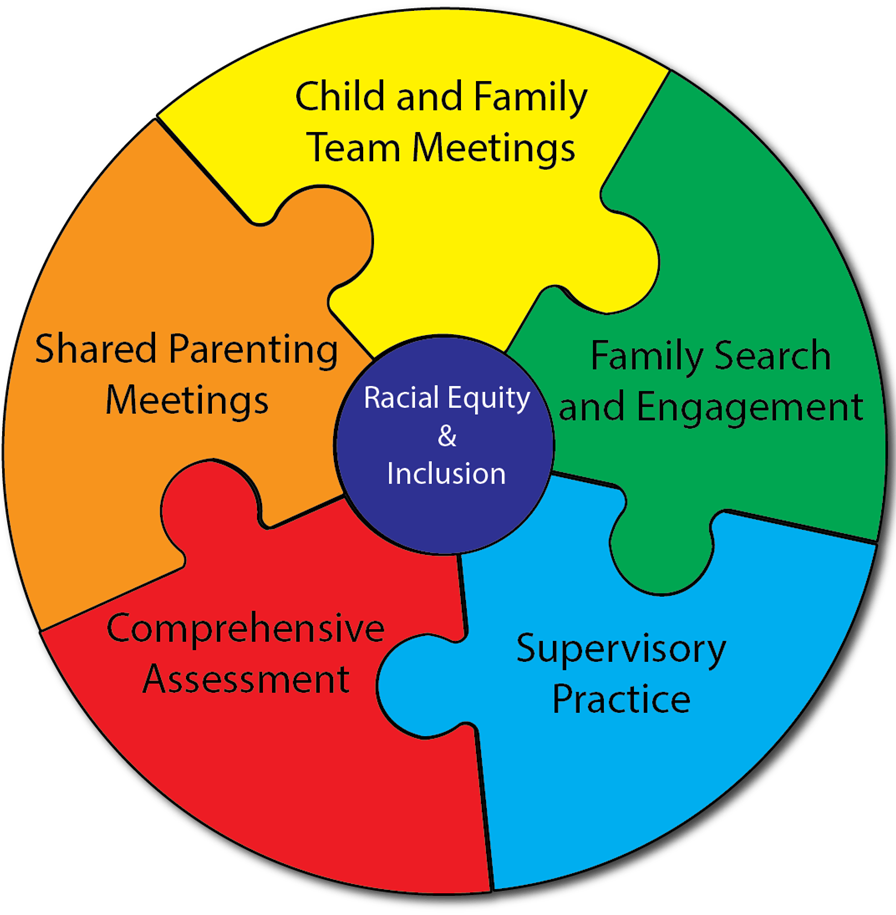 Child and Family
Team Meetings
Family Search
and Engagement
Supervisory
Practice
Comprehensive
Assessment
Shared Parenting
Meetings
Racial Equity
&
Inclusion